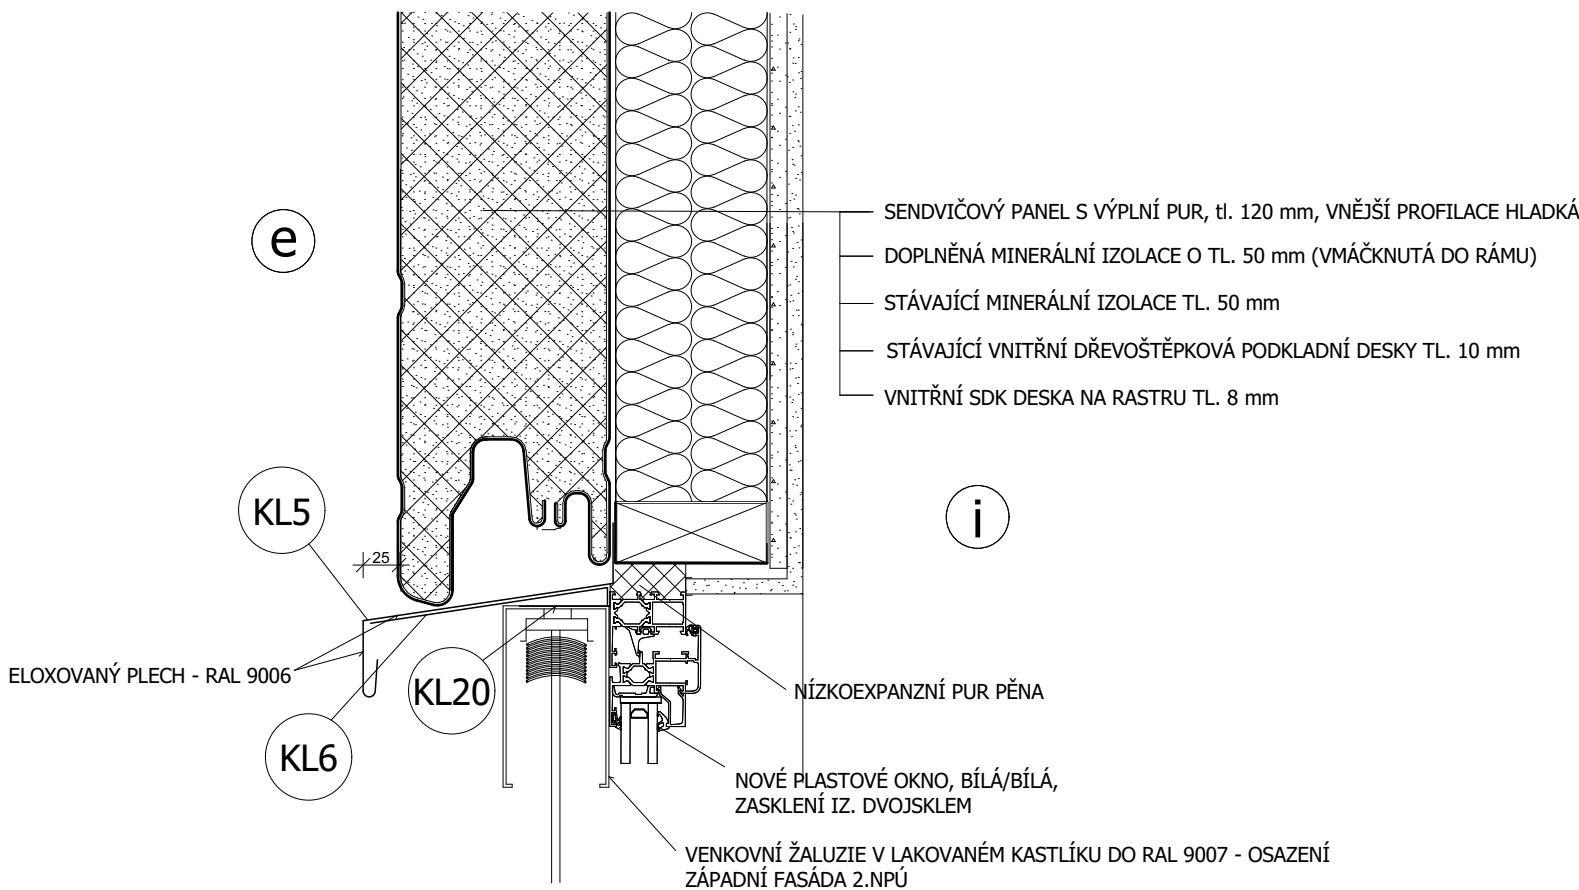 e
SENDVIČOVÝ PANEL S VÝPLNÍ PUR, tl. 120 mm, VNĚJŠÍ PROFILACE HLADKÁ
DOPLNĚNÁ MINERÁLNÍ IZOLACE O TL. 50 mm (VMÁČKNUTÁ DO RÁMU)
STÁVAJÍCÍ MINERÁLNÍ IZOLACE TL. 50 mm
STÁVAJÍCÍ VNITŘNÍ DŘEVOŠTĚPKOVÁ PODKLADNÍ DESKY TL. 10 mm
VNITŘNÍ SDK DESKA NA RASTRU TL. 8 mm
KL5
i
25
ELOXOVANÝ PLECH - RAL 9006
KL20
NÍZKOEXPANZNÍ PUR PĚNA
KL6
NOVÉ PLASTOVÉ OKNO, BÍLÁ/BÍLÁ,
ZASKLENÍ IZ. DVOJSKLEM
VENKOVNÍ ŽALUZIE V LAKOVANÉM KASTLÍKU DO RAL 9007 - OSAZENÍ
ZÁPADNÍ FASÁDA 2.NPÚ